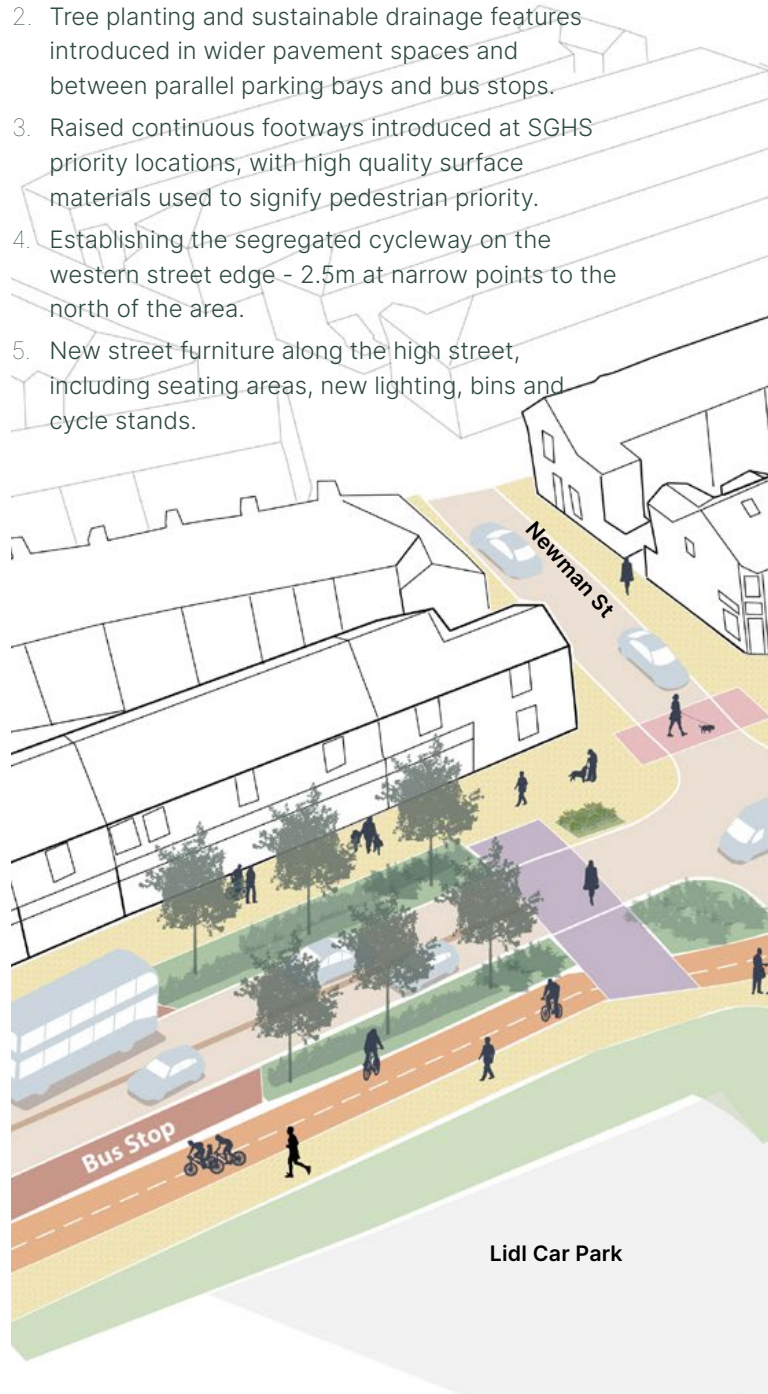 2. Tree planting and sustainable drainage features
introduced in wider pavement spaces and
between parallel parking bays and bus stops.
3. Raised continuous footways introduced at SGHS
priority locations, with high quality surface
materials used to signify pedestrian priority.
4. Establishing the segregated cycleway on the
western street edge - 2.5m at narrow points to the
north of the area.
5. New street furniture along the high street,
including seating areas, new lighting, bins and
cycle stands.
Newman St
Bus Stop
Lidl Car Park